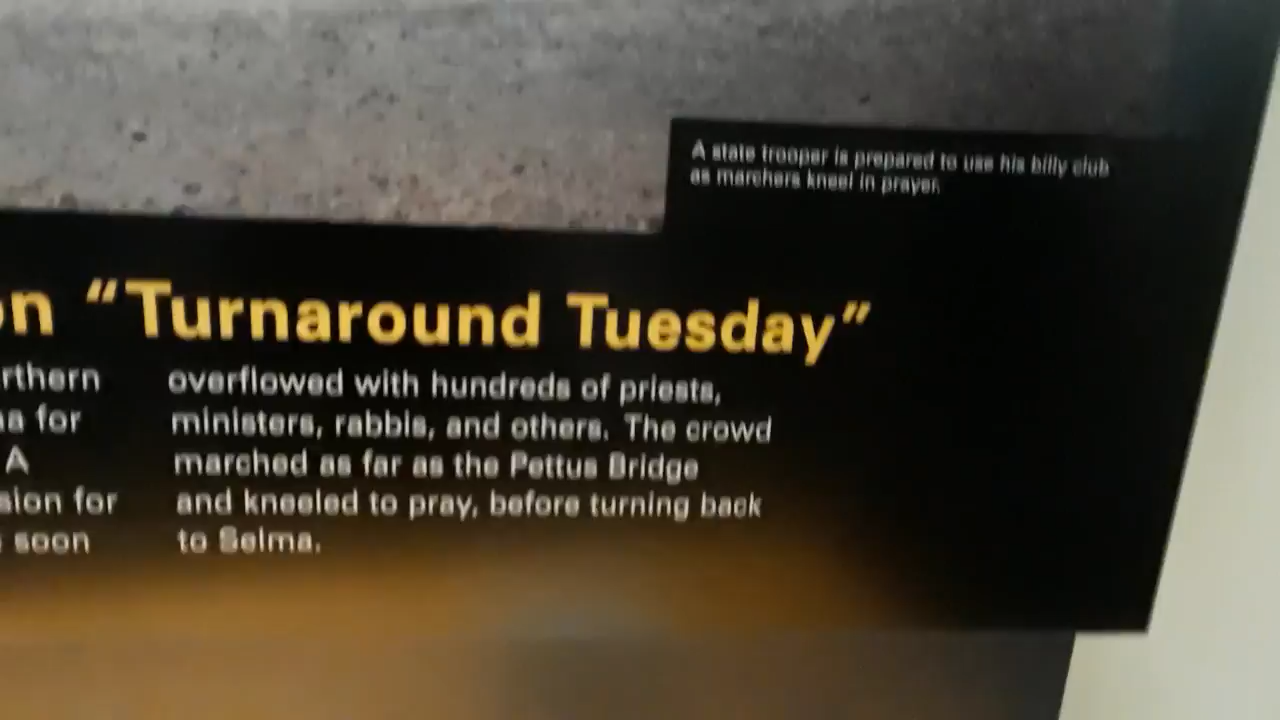 A state trooper is prepared to use his billy club
as marchers kneel in prayer.
on “Turnaround Tuesday”
rthern
for
A
sion for
soon
overflowed with hundreds of priests,
ministers, rabbis, and others. The crowd
marched as far as the Pettus Bridge
and kneeled to pray, before turning back
to Selma.